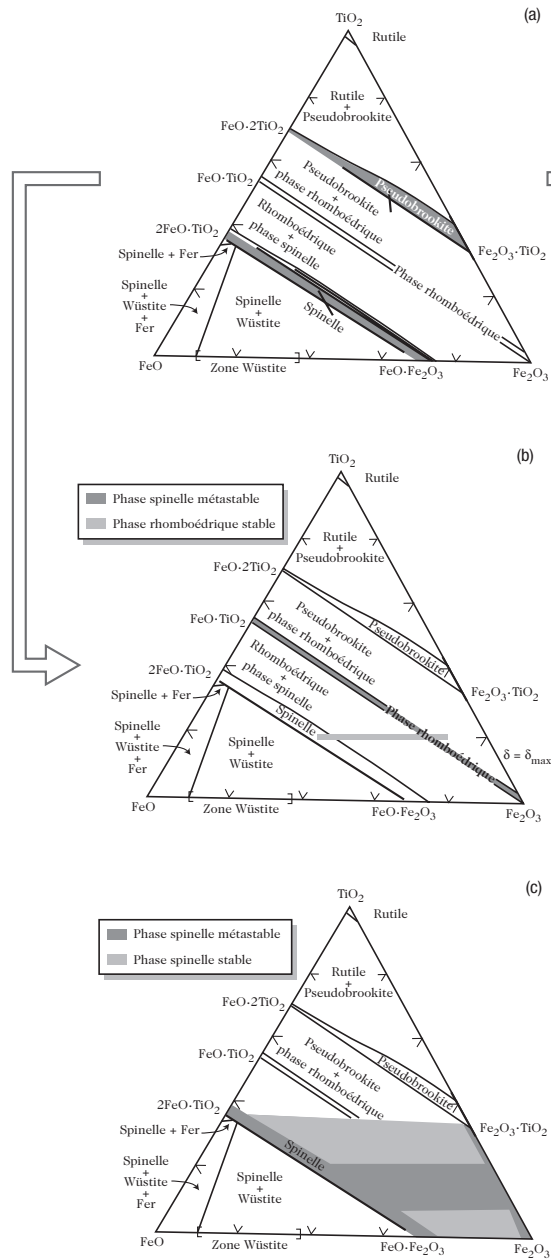 (a)
TiO2
Rutile
Rutile
+
Pseudobrookite
FeO·2TiO2
Pseudobrookite
Pseudobrookite
+
phase rhomboédrique
FeO·TiO2
Rhomboédrique
+
phase spinelle
Fe2O3·TiO2
2FeO·TiO2
Spinelle + Fer
Phase rhomboédrique
Spinelle
+
Wüstite
+
Fer
Spinelle
+
Wüstite
Spinelle
FeO
Zone Wüstite
FeO·Fe2O3
Fe2O3
(b)
TiO2
Rutile
Phase spinelle métastable
Phase rhomboédrique stable
Rutile
+
Pseudobrookite
FeO·2TiO2
Pseudobrookite
+
phase rhomboédrique
Pseudobrookite
FeO·TiO2
Rhomboédrique
+
phase spinelle
2FeO·TiO2
Fe2O3·TiO2
Spinelle + Fer
Spinelle
Phase rhomboédrique
Spinelle
+
Wüstite
+
Fer
Spinelle
+
Wüstite
δ = δmax
FeO
Zone Wüstite
FeO·Fe2O3
Fe2O3
(c)
TiO2
Rutile
Phase spinelle métastable
Phase spinelle stable
Rutile
+
Pseudobrookite
FeO·2TiO2
Pseudobrookite
+
phase rhomboédrique
Pseudobrookite
FeO·TiO2
2FeO·TiO2
Fe2O3·TiO2
Spinelle + Fer
Spinelle
Spinelle
+
Wüstite
+
Fer
Spinelle
+
Wüstite
FeO
Zone Wüstite
FeO·Fe2O3
Fe2O3